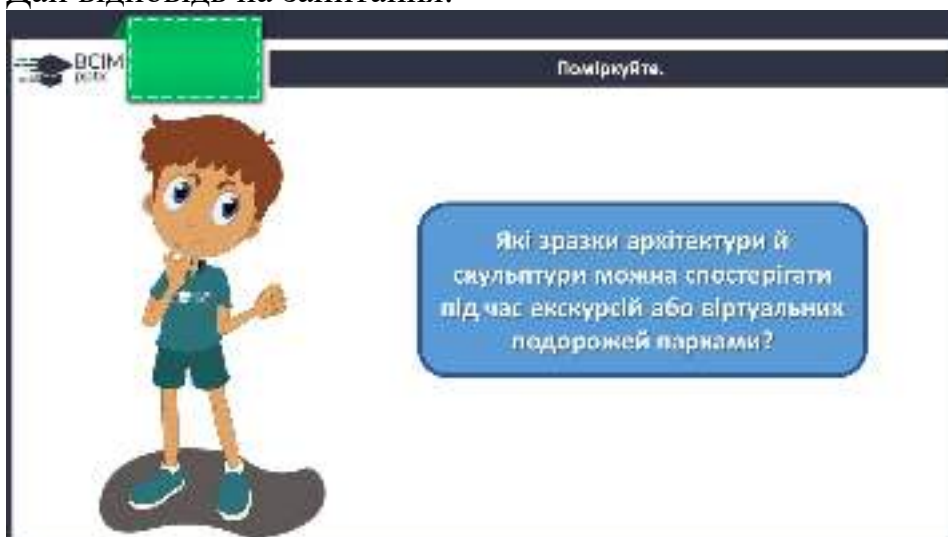 Дай відповідь на запитання.
ВСІМ
pptx
Поміркуйте.
Які зразки архітектури й
скульптури можна спостерігати
під час екскурсій або віртуальних
подорожей парками?